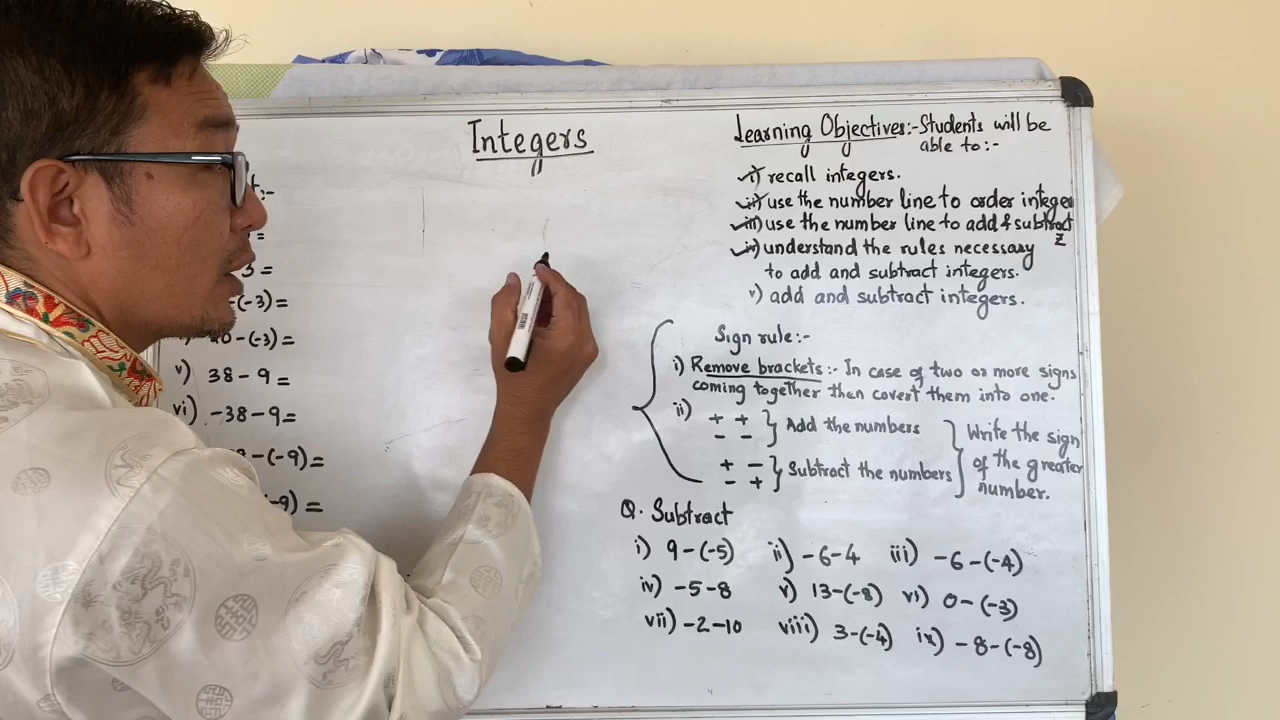 Integers
Learning Objectives:- Students will be
able to:-
i) recall integers.
ii) use the number line to order integer
iii) use the number line to add & subtract
iv) understand the rules necessary
to add and subtract integers.
v) add and subtract integers.
=
3 =
-(-3) =
0-(-3) =
v) 38 - 9 =
vi) -38 - 9 =
-(-9) =
-9) =
Sign rule:-
i) Remove brackets:- In case of two or more signs
coming together then covert them into one.
ii) + + } Add the numbers
- -
+ - } Subtract the numbers
- +
} Write the sign
of the greater
number.
Q. Subtract
i) 9-(-5) ii) -6-4 iii) -6-(-4)
iv) -5-8 v) 13-(-8) vi) 0-(-3)
vii) -2-10 viii) 3-(-4) ix) -8-(-8)